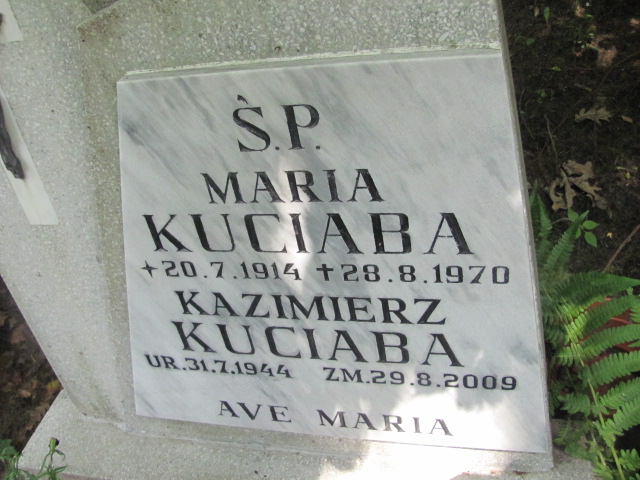 Ś.P.
MARIA
KUCIABA
+20.7.1914 +28.8.1970
KAZIMIERZ
KUCIABA
UR.31.7.1944 ZM.29.8.2009
AVE MARIA